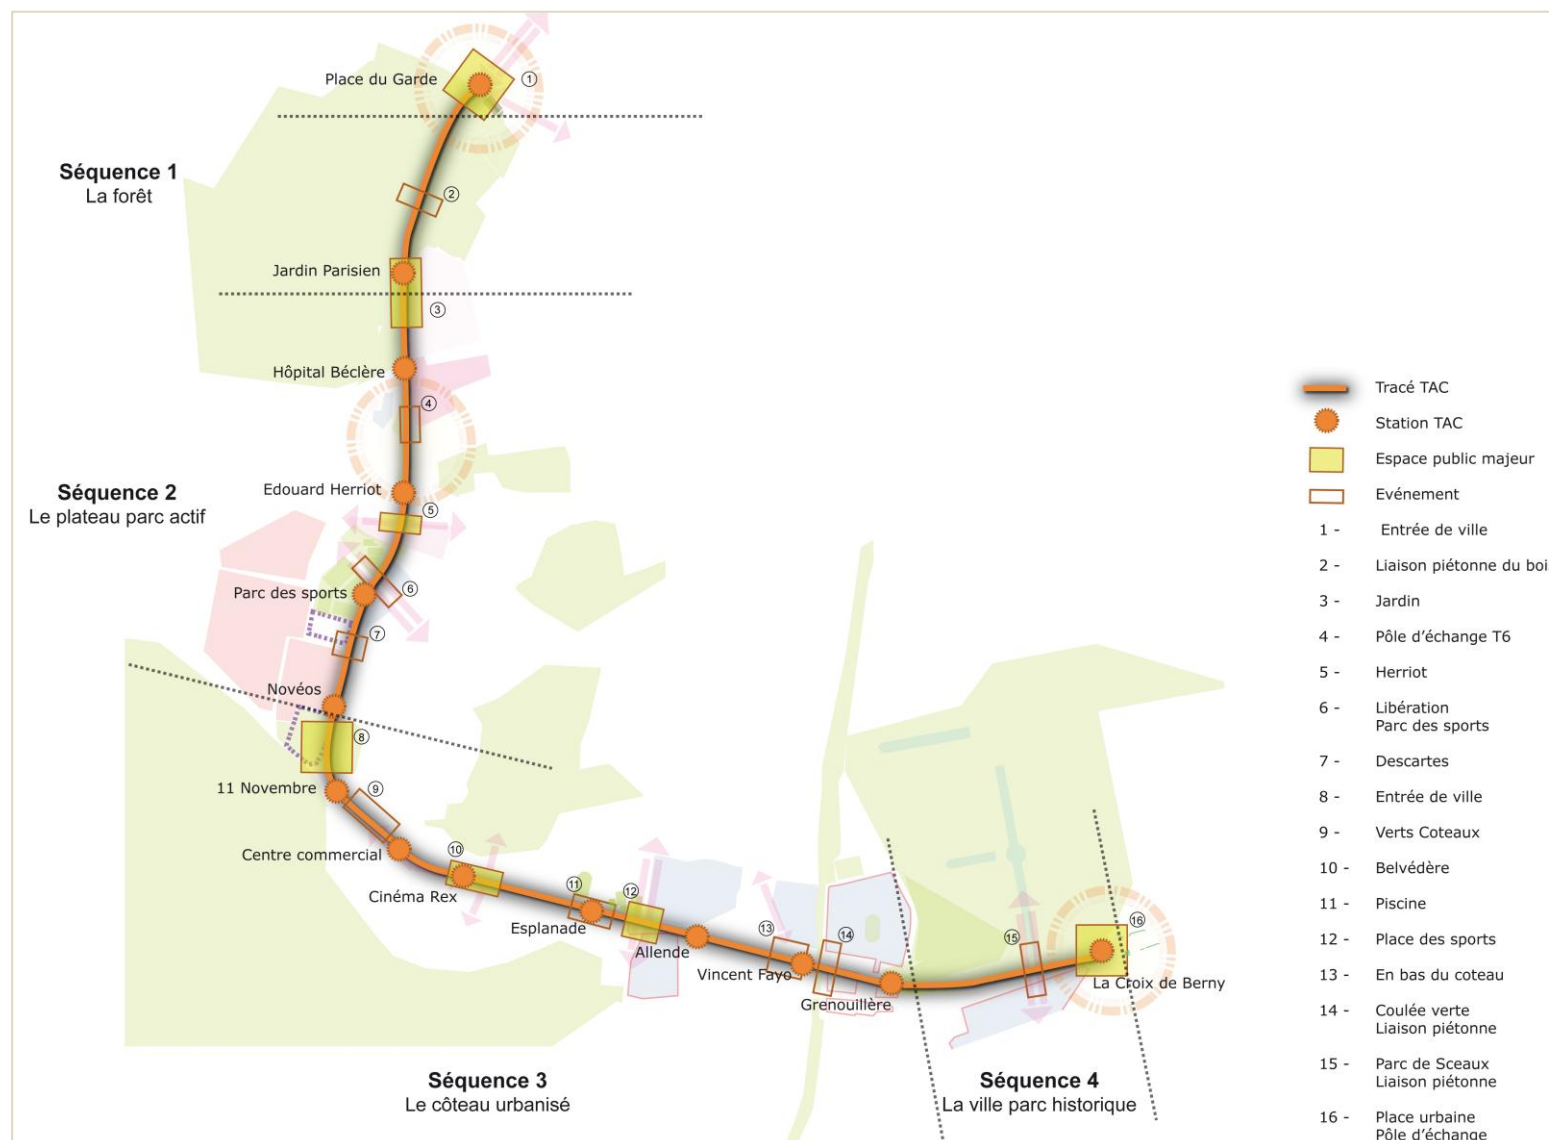 Place du Garde
1
Séquence 1
La forêt
2
Jardin Parisien
3
Hôpital Béclère
4
Séquence 2
Le plateau parc actif
Edouard Herriot
5
Parc des sports
6
7
Novéos
8
11 Novembre
9
Centre commercial
10
Cinéma Rex
11
Esplanade
12
Allende
13
Vincent Fayo
14
Grenouillère
15
16
La Croix de Berny
Séquence 3
Le côteau urbanisé
Séquence 4
La ville parc historique
Tracé TAC
Station TAC
Espace public majeur
Evénement
1 - Entrée de ville
2 - Liaison piétonne du boi
3 - Jardin
4 - Pôle d'échange T6
5 - Herriot
6 - Libération
Parc des sports
7 - Descartes
8 - Entrée de ville
9 - Verts Coteaux
10 - Belvédère
11 - Piscine
12 - Place des sports
13 - En bas du coteau
14 - Coulée verte
Liaison piétonne
15 - Parc de Sceaux
Liaison piétonne
16 - Place urbaine
Pôle d'échange